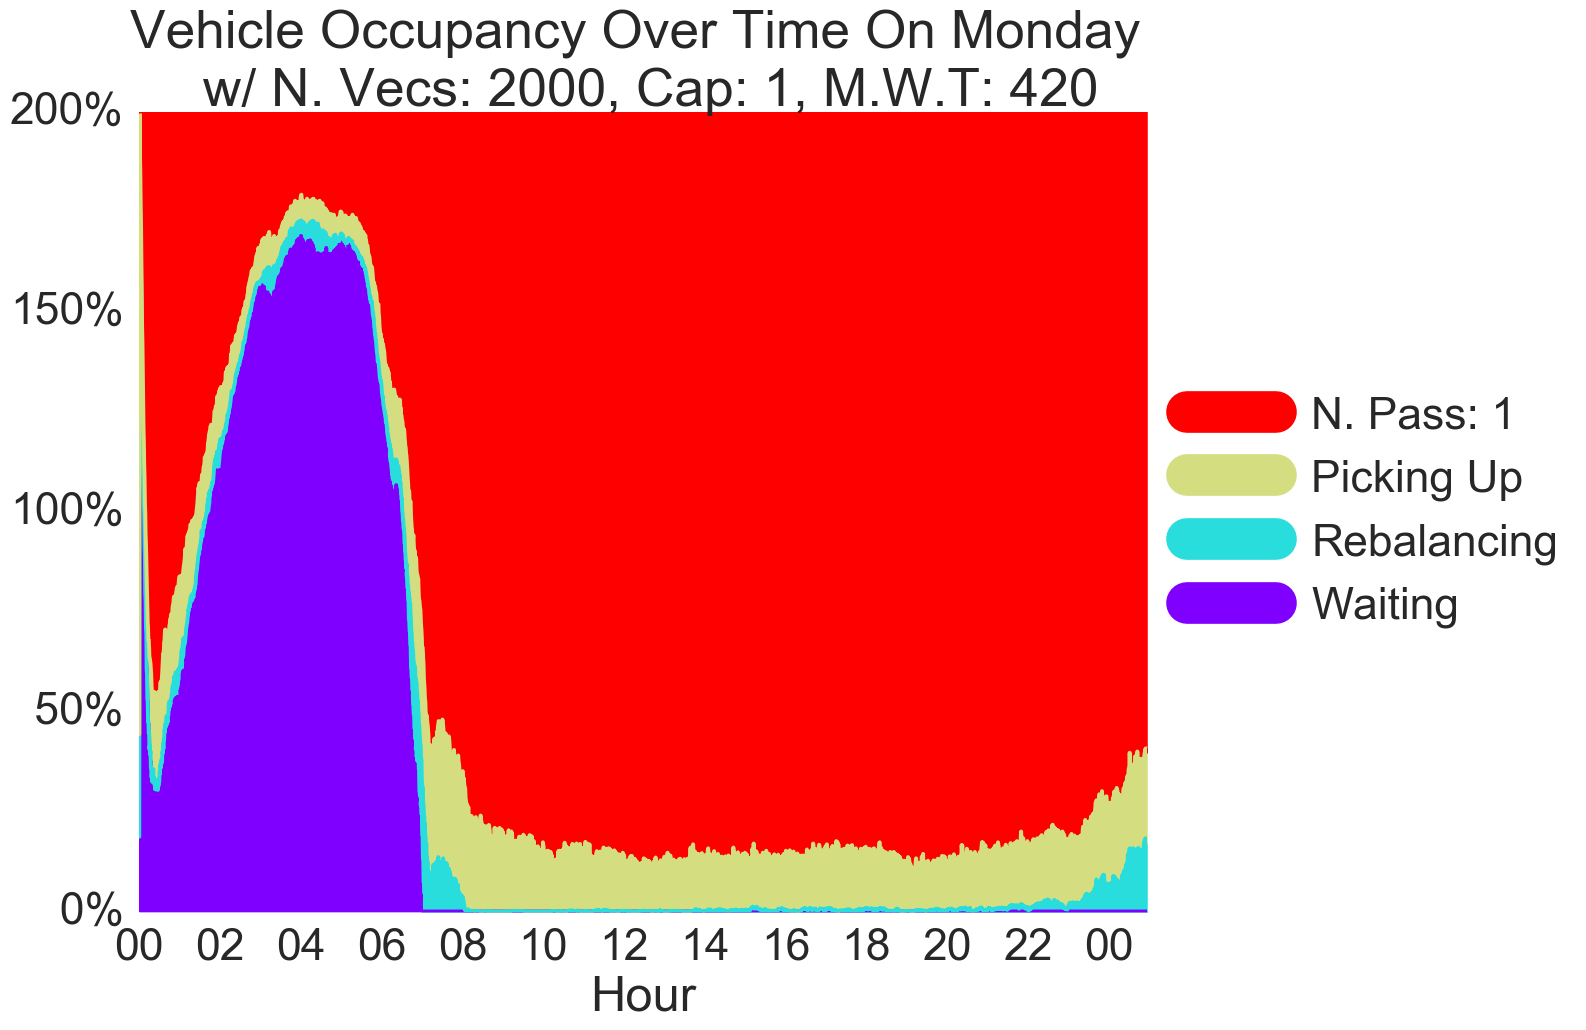 Vehicle Occupancy Over Time On Monday
w/ N. Vecs: 2000, Cap: 1, M.W.T: 420
200%
150%
100%
50%
0%
00 02 04 06 08 10 12 14 16 18 20 22 00
Hour
N. Pass: 1
Picking Up
Rebalancing
Waiting